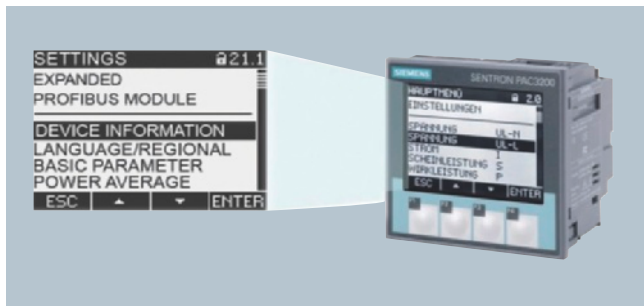 SETTINGS 21.1
EXPANDED
PROFIBUS MODULE
DEVICE INFORMATION
LANGUAGE/REGIONAL
BASIC PARAMETER
POWER AVERAGE
ESC ENTER
SIEMENS
SENTRON PAC3200
HAUPTMENÜ 2.0
EINSTELLUNGEN
SPANNUNG UL-N
SPANNUNG UL-L
STROM I
SCHEINLEISTUNG S
WIRKLEISTUNG P
ESC ENTER